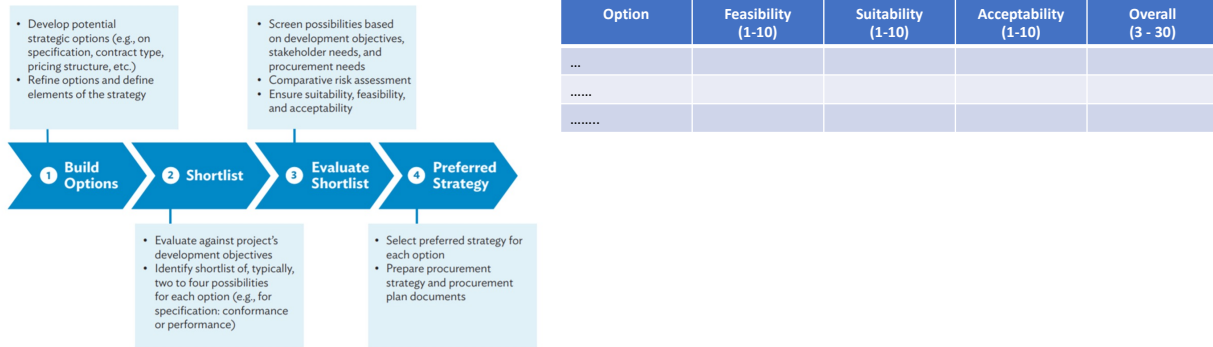 • Develop potential
strategic options (e.g., on
specification, contract type,
pricing structure, etc.)
• Refine options and define
elements of the strategy
• Screen possibilities based
on development objectives,
stakeholder needs, and
procurement needs
• Comparative risk assessment
• Ensure suitability, feasibility,
and acceptability
1 Build
Options
2 Shortlist
3 Evaluate
Shortlist
4 Preferred
Strategy
• Evaluate against project's
development objectives
• Identify shortlist of, typically,
two to four possibilities
for each option (e.g., for
specification: conformance
or performance)
• Select preferred strategy for
each option
• Prepare procurement
strategy and procurement
plan documents
Option Feasibility Suitability Acceptability Overall
(1-10) (1-10) (1-10) (3 - 30)
...
......
........